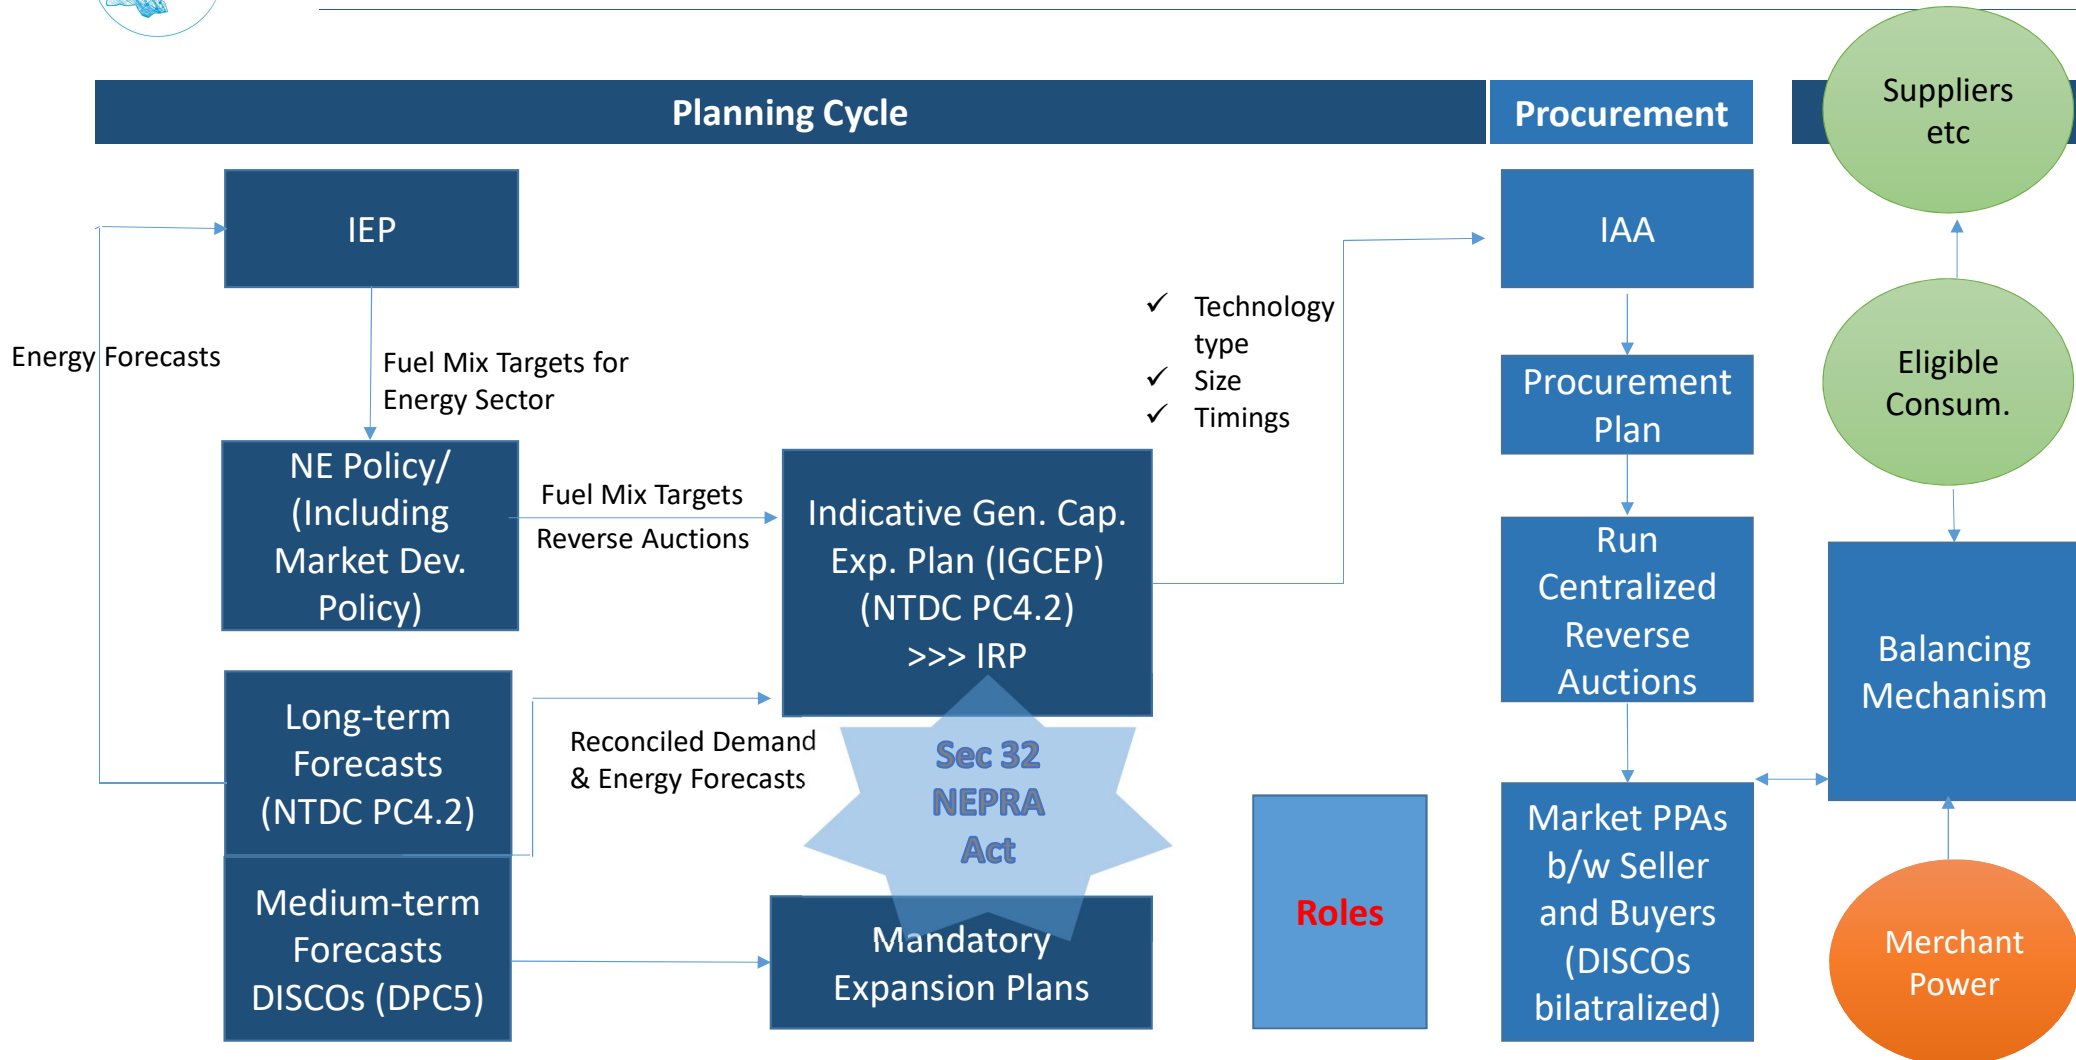 Planning Cycle
Procurement
Suppliers
etc
IEP
IAA
Energy Forecasts
Fuel Mix Targets for
Energy Sector
✓ Technology
type
✓ Size
✓ Timings
Procurement
Plan
Eligible
Consum.
NE Policy/
(Including
Market Dev.
Policy)
Fuel Mix Targets
Reverse Auctions
Indicative Gen. Cap.
Exp. Plan (IGCEP)
(NTDC PC4.2)
>>> IRP
Run
Centralized
Reverse
Auctions
Balancing
Mechanism
Long-term
Forecasts
(NTDC PC4.2)
Reconciled Demand
& Energy Forecasts
Sec 32
NEPRA
Act
Medium-term
Forecasts
DISCOs (DPC5)
Mandatory
Expansion Plans
Roles
Market PPAs
b/w Seller
and Buyers
(DISCOs
bilatralized)
Merchant
Power